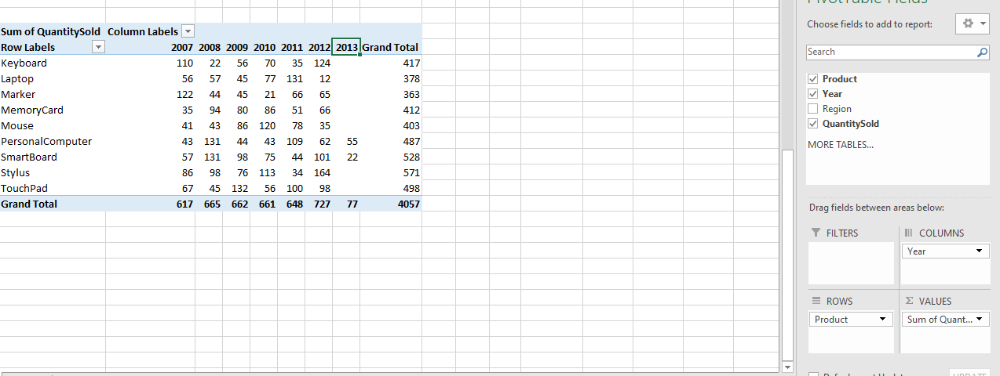 PivotTable Fields
Choose fields to add to report:
Search
Product
Year
Region
QuantitySold
MORE TABLES...
Drag fields between areas below:
FILTERS
COLUMNS
Year
ROWS
Product
Σ VALUES
Sum of Quant...
UPDATE
Sum of QuantitySold Column Labels
Row Labels 2007 2008 2009 2010 2011 2012 2013 Grand Total
Keyboard 110 22 56 70 35 124 417
Laptop 56 57 45 77 131 12 378
Marker 122 44 45 21 66 65 363
MemoryCard 35 94 80 86 51 66 412
Mouse 41 43 86 120 78 35 403
PersonalComputer 43 131 44 43 109 62 55 487
SmartBoard 57 131 98 75 44 101 22 528
Stylus 86 98 76 113 34 164 571
TouchPad 67 45 132 56 100 98 498
Grand Total 617 665 662 661 648 727 77 4057